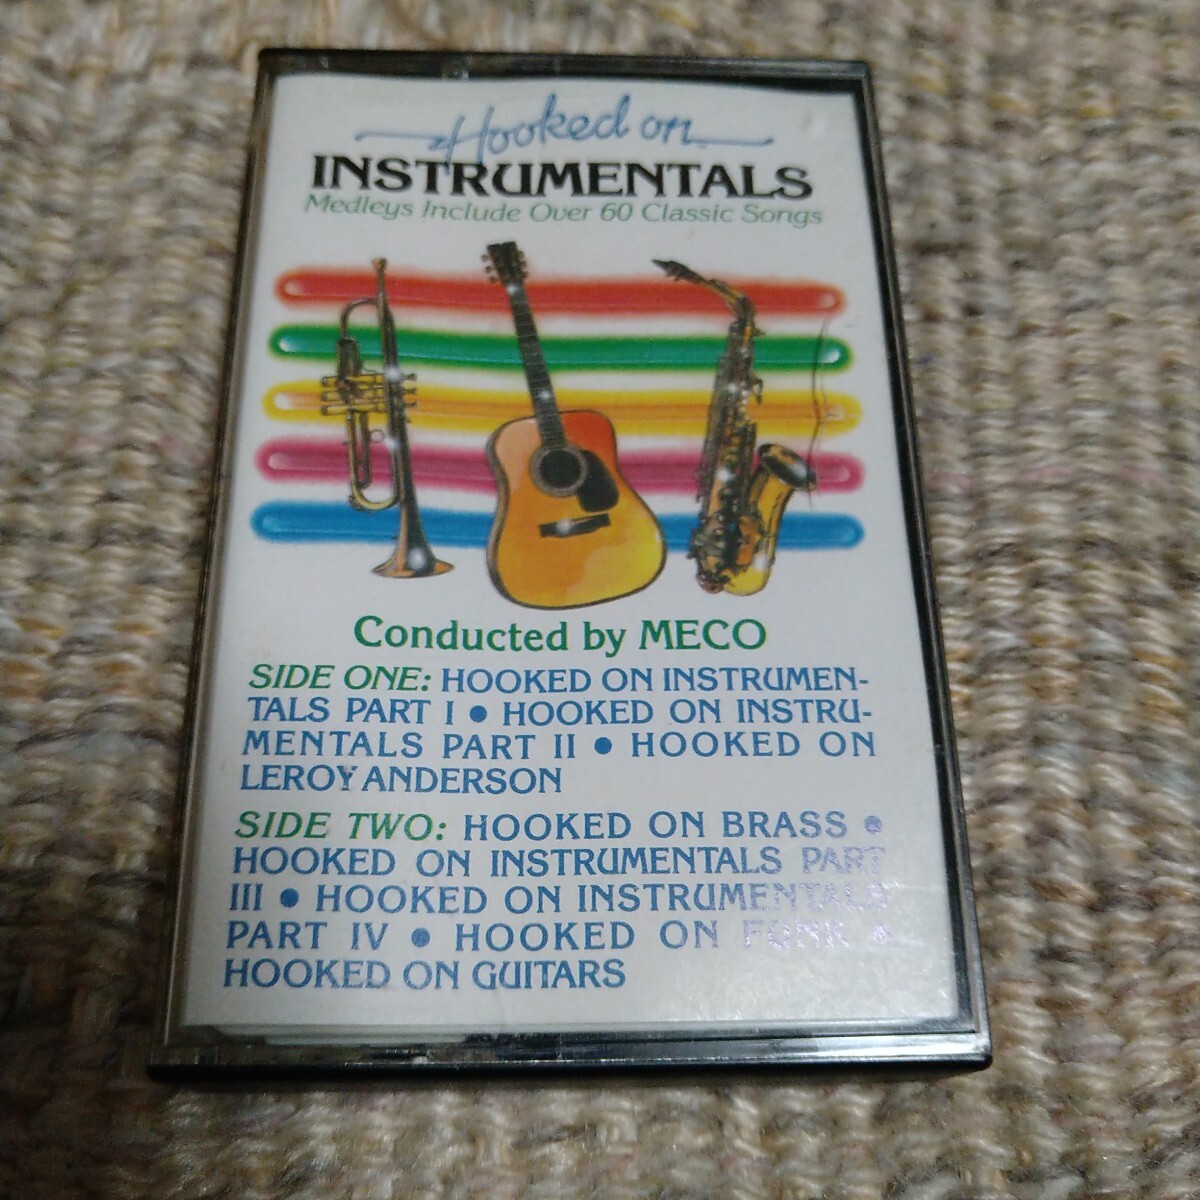 Hooked on
INSTRUMENTALS
Medleys Include Over 60 Classic Songs
Conducted by MECO
SIDE ONE: HOOKED ON INSTRUMEN-
TALS PART I • HOOKED ON INSTRU-
MENTALS PART II • HOOKED ON
LEROY ANDERSON
SIDE TWO: HOOKED ON BRASS •
HOOKED ON INSTRUMENTALS PART
III • HOOKED ON INSTRUMENTALS
PART IV • HOOKED ON FUNK •
HOOKED ON GUITARS